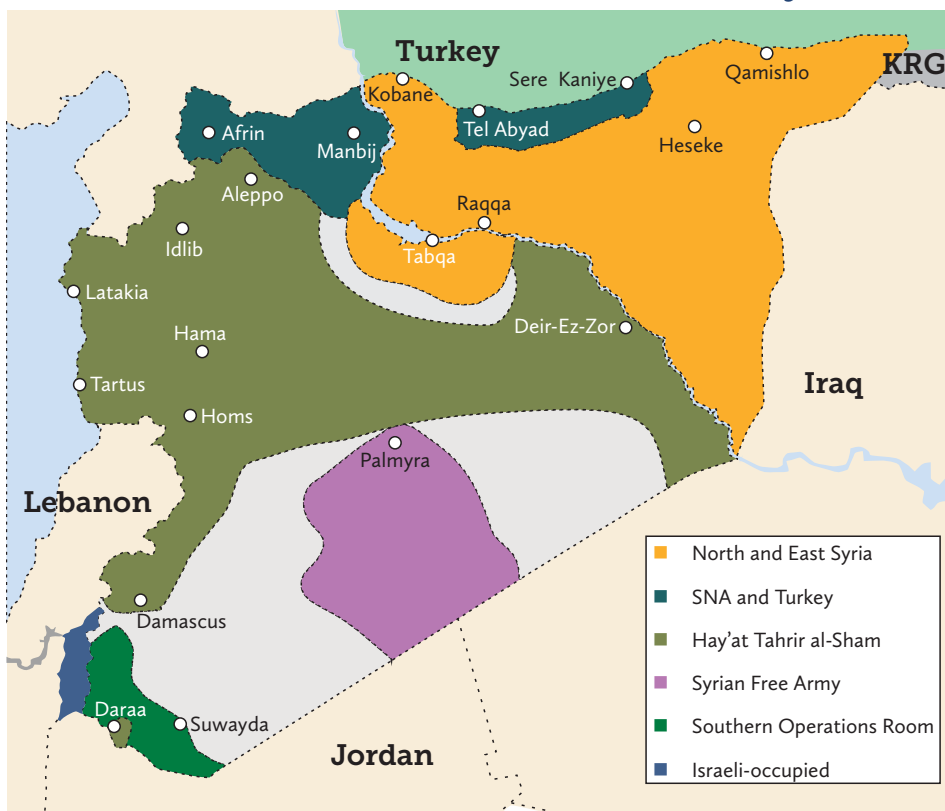 Turkey
KRG
Sere Kaniye
Qamishlo
Kobane
Tel Abyad
Afrin
Manbij
Heseke
Aleppo
Raqqa
Idlib
Tabqa
Latakia
Deir-Ez-Zor
Hama
Tartus
Iraq
Homs
Palmyra
Lebanon
Damascus
Daraa
Suwayda
Jordan
North and East Syria
SNA and Turkey
Hay'at Tahrir al-Sham
Syrian Free Army
Southern Operations Room
Israeli-occupied